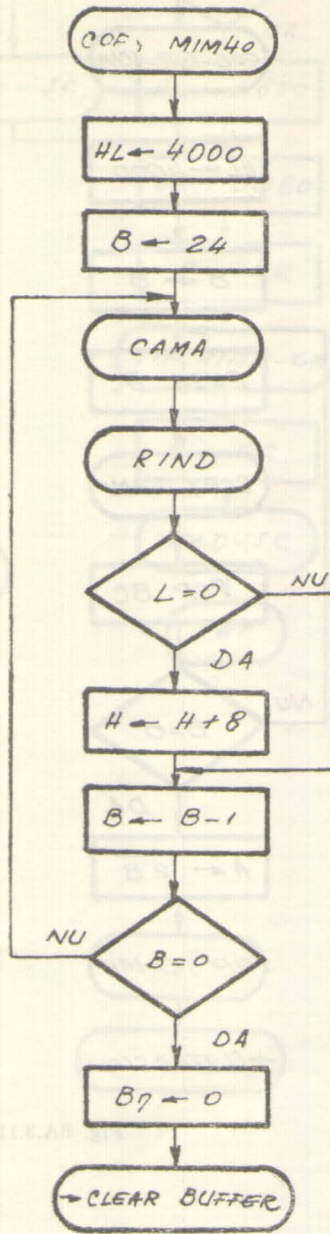 COF, MIM40
HL ← 4000
B ← 24
CAMA
RIND
L=0
NU
DA
H ← H+8
B ← B-1
NU
B=0
DA
B7 ← 0
→ CLEAR BUFFER